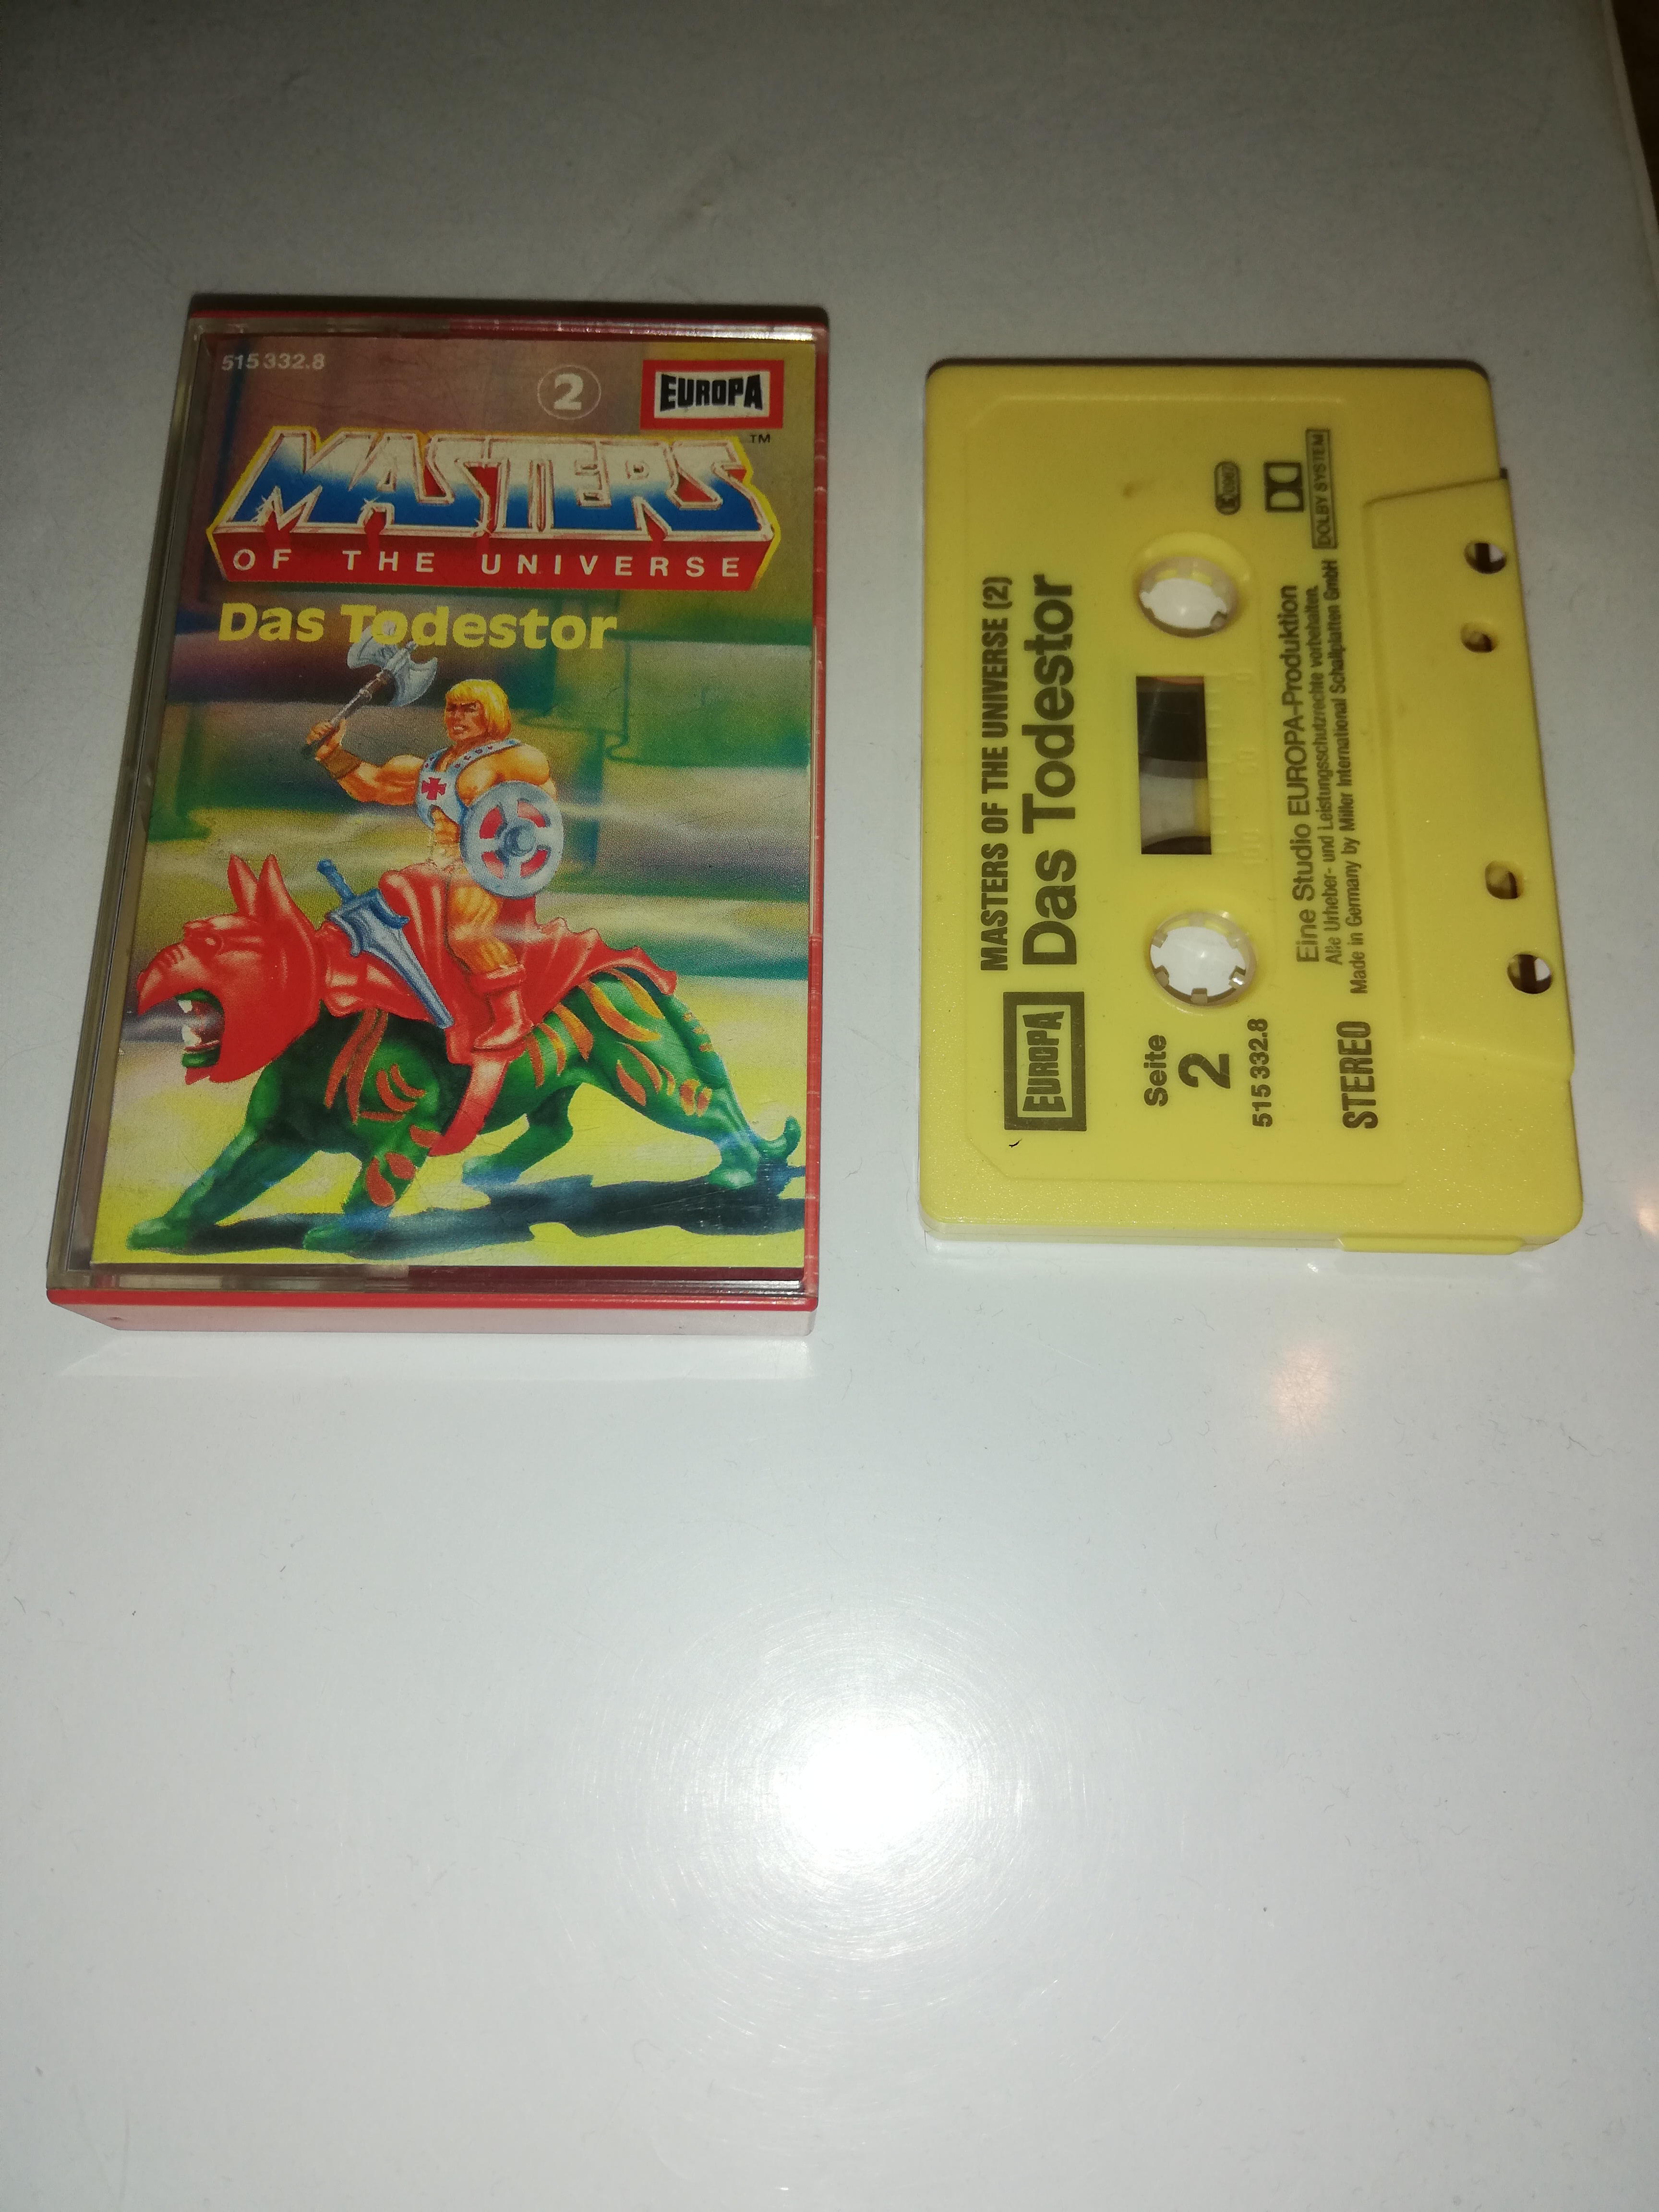 515 332.8
2
EUROPA
MASTERS
TM
OF THE UNIVERSE
Das Todestor
MASTERS OF THE UNIVERSE (2)
EUROPA
Das Todestor
Seite
2
515 332.8
DOLBY SYSTEM
STEREO
Eine Studio EUROPA-Produktion
Alle Urheber- und Leistungsschutzrechte vorbehalten.
Made in Germany by Miller International Schallplatten GmbH